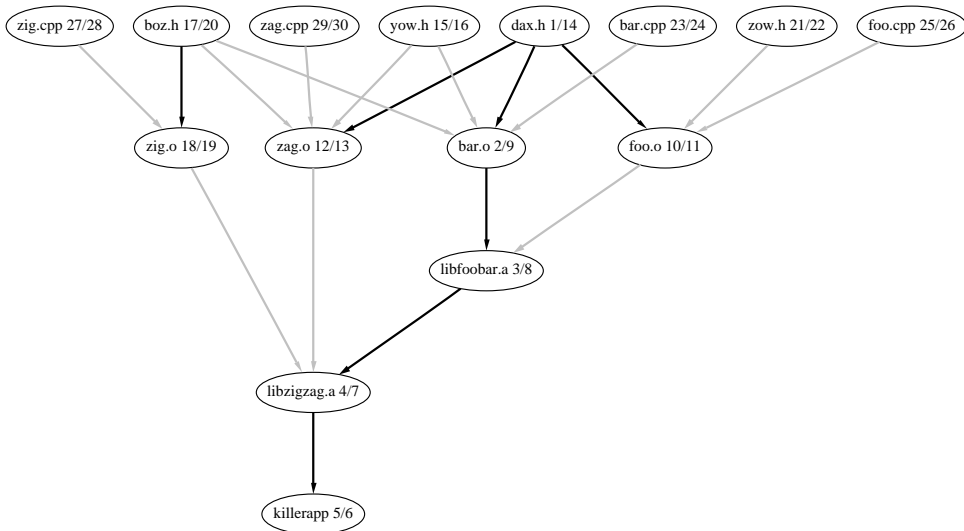 zig.cpp 27/28
boz.h 17/20
zag.cpp 29/30
yow.h 15/16
dax.h 1/14
bar.cpp 23/24
zow.h 21/22
foo.cpp 25/26
zig.o 18/19
zag.o 12/13
bar.o 2/9
foo.o 10/11
libfoobar.a 3/8
libzigzag.a 4/7
killerapp 5/6